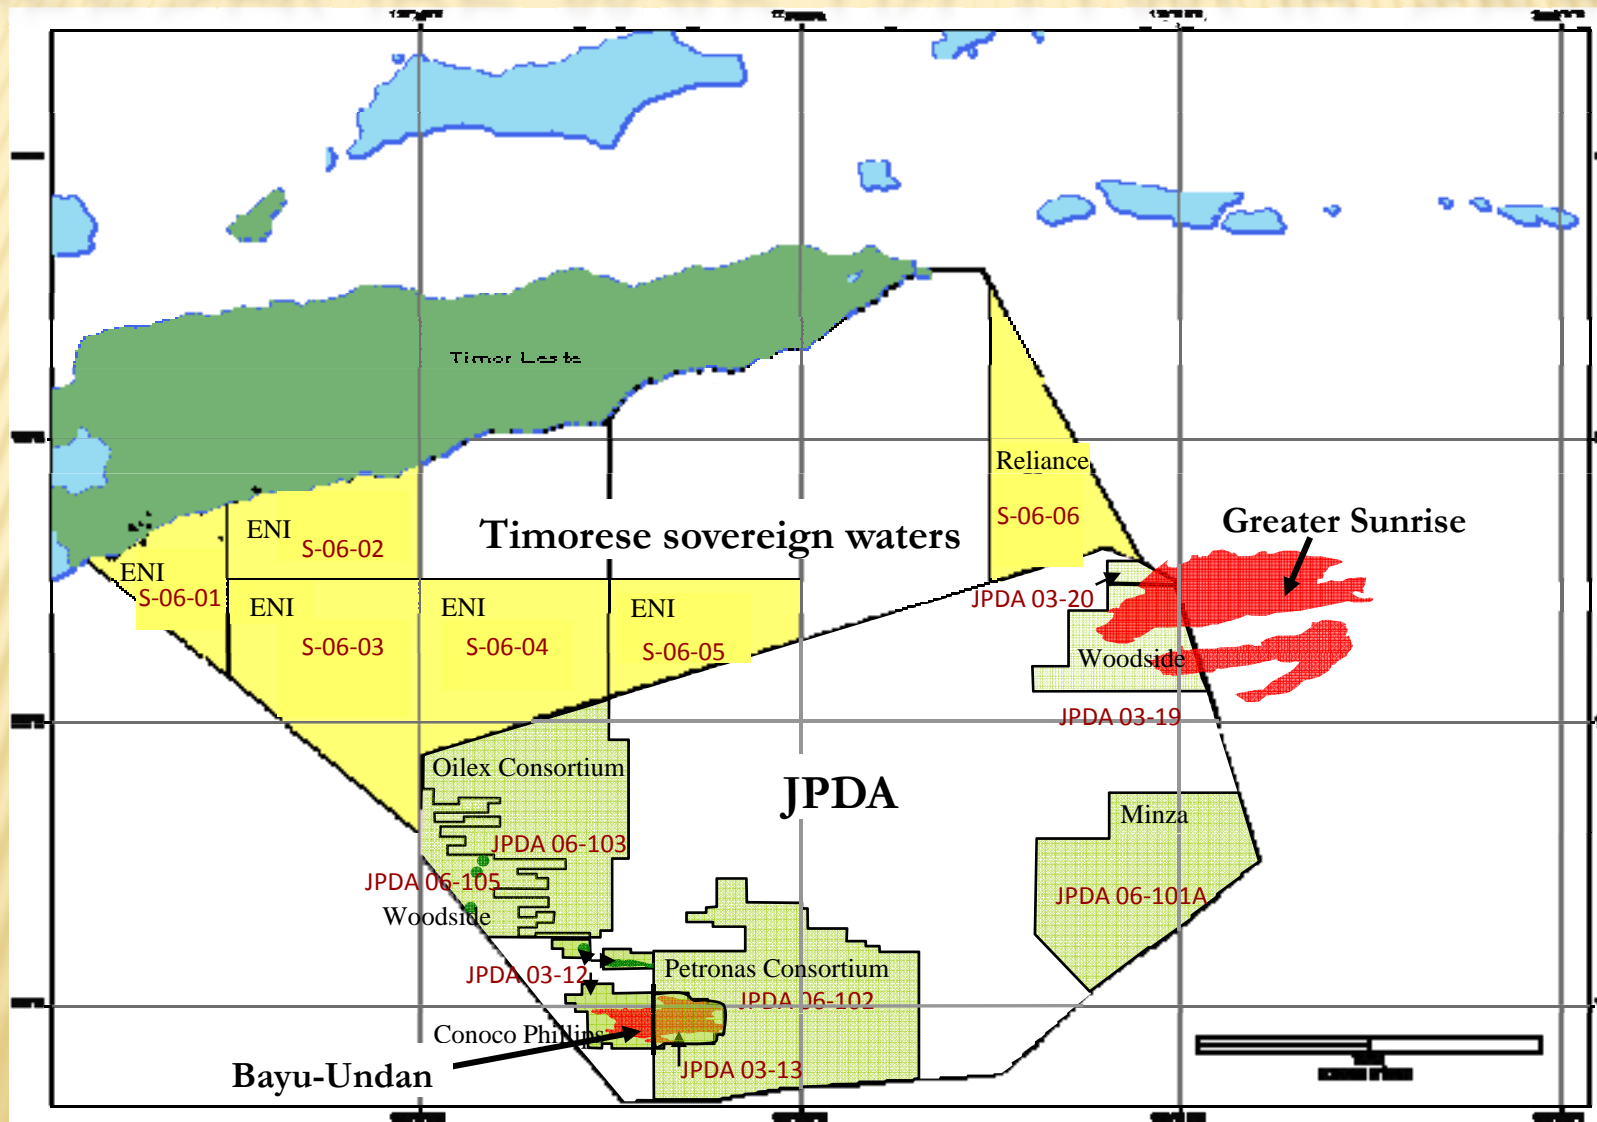 Timor Leste
Reliance
S-06-06
Greater Sunrise
ENI
S-06-02
Timorese sovereign waters
ENI
S-06-01
JPDA 03-20
ENI
S-06-03
ENI
S-06-04
ENI
S-06-05
Woodside
JPDA 03-19
Oilex Consortium
JPDA
Minza
JPDA 06-103
JPDA 06-105
Woodside
JPDA 06-101A
JPDA 03-12
Petronas Consortium
JPDA 06-102
Conoco Phillips
Bayu-Undan
JPDA 03-13